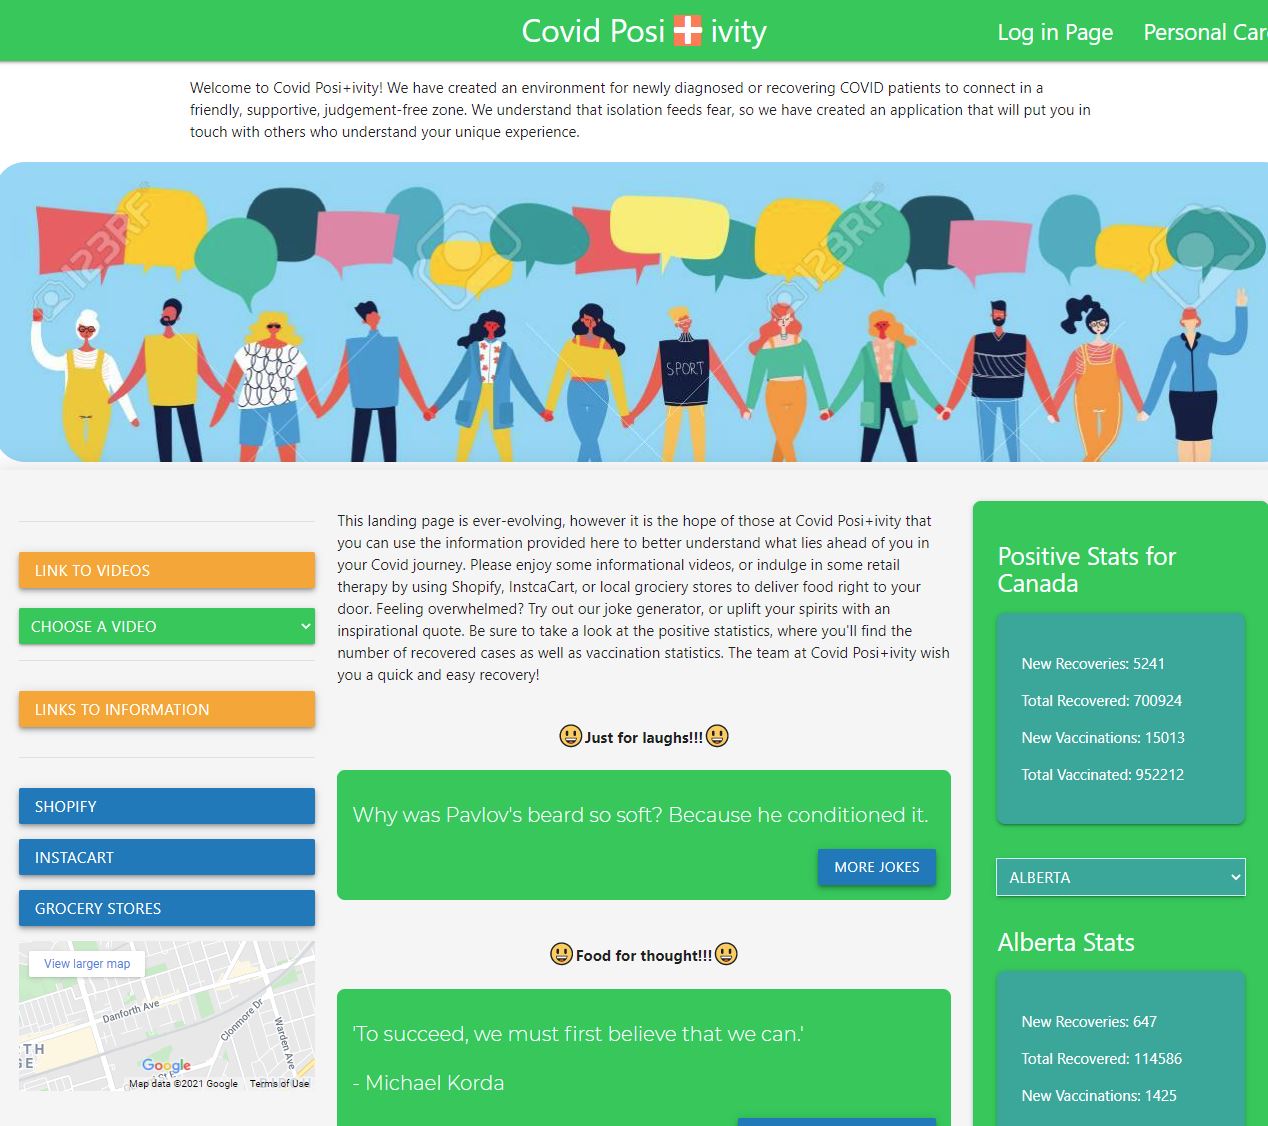 Covid Posi+ivity
Log in Page
Personal Car
Welcome to Covid Posi+ivity! We have created an environment for newly diagnosed or recovering COVID patients to connect in a
friendly, supportive, judgement-free zone. We understand that isolation feeds fear, so we have created an application that will put you in
touch with others who understand your unique experience.
123RF
123RF
SPORT
LINK TO VIDEOS
CHOOSE A VIDEO
LINKS TO INFORMATION
SHOPIFY
INSTACART
GROCERY STORES
View larger map
Danforth Ave
Clonmore Dr
Warden Ave
TH
GE
Google
Map data ©2021 Google
Terms of Use
This landing page is ever-evolving, however it is the hope of those at Covid Posi+ivity that
you can use the information provided here to better understand what lies ahead of you in
your Covid journey. Please enjoy some informational videos, or indulge in some retail
therapy by using Shopify, InstcaCart, or local grociery stores to deliver food right to your
door. Feeling overwhelmed? Try out our joke generator, or uplift your spirits with an
inspirational quote. Be sure to take a look at the positive statistics, where you'll find the
number of recovered cases as well as vaccination statistics. The team at Covid Posi+ivity wish
you a quick and easy recovery!
Just for laughs!!!
Why was Pavlov's beard so soft? Because he conditioned it.
MORE JOKES
Food for thought!!!
'To succeed, we must first believe that we can.'
- Michael Korda
Positive Stats for
Canada
New Recoveries: 5241
Total Recovered: 700924
New Vaccinations: 15013
Total Vaccinated: 952212
ALBERTA
Alberta Stats
New Recoveries: 647
Total Recovered: 114586
New Vaccinations: 1425